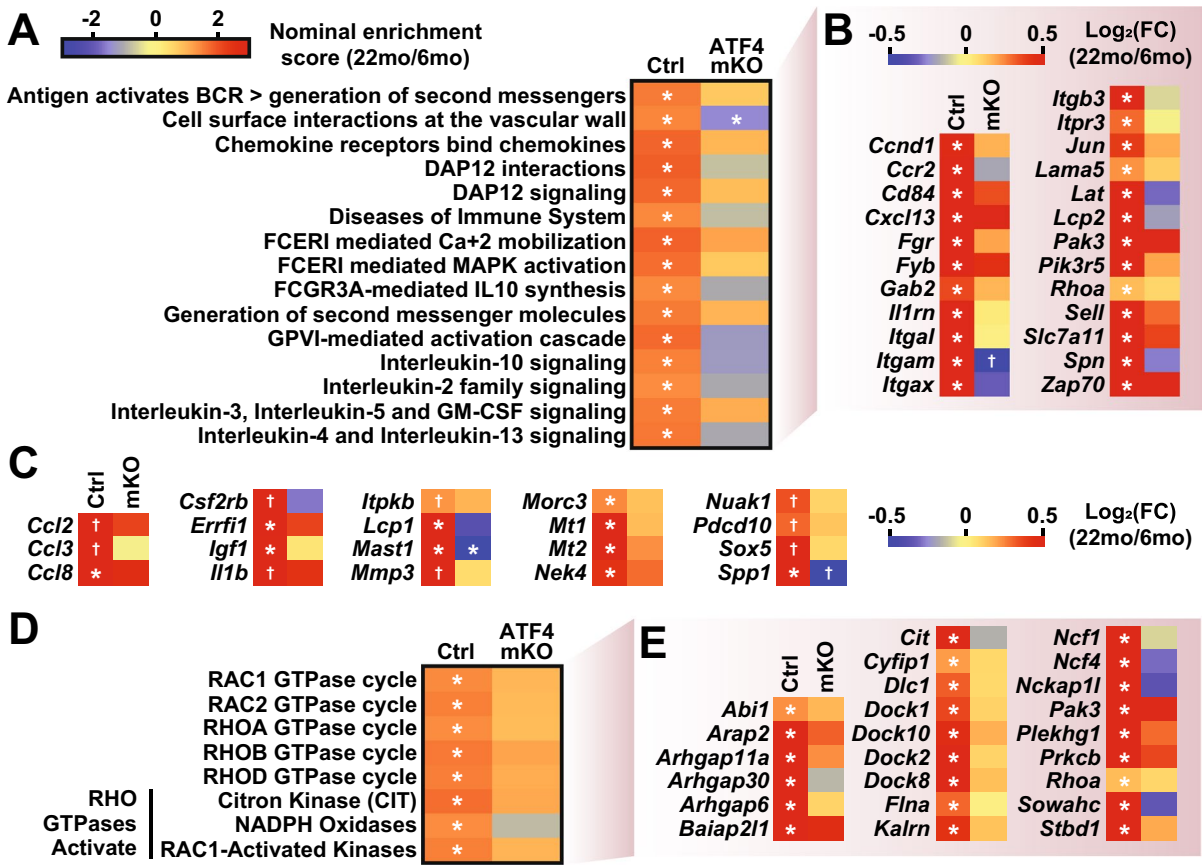 A
-2 0 2
Nominal enrichment
score (22mo/6mo)
Ctrl
ATF4
mKO
Antigen activates BCR > generation of second messengers * 
Cell surface interactions at the vascular wall * *
Chemokine receptors bind chemokines *
DAP12 interactions *
DAP12 signaling *
Diseases of Immune System *
FCERI mediated Ca+2 mobilization *
FCERI mediated MAPK activation *
FCGR3A-mediated IL10 synthesis *
Generation of second messenger molecules *
GPVI-mediated activation cascade *
Interleukin-10 signaling *
Interleukin-2 family signaling *
Interleukin-3, Interleukin-5 and GM-CSF signaling *
Interleukin-4 and Interleukin-13 signaling *
B
-0.5 0 0.5
Log₂(FC)
(22mo/6mo)
Ctrl
mKO
Ccnd1 *
Ccr2 *
Cd84 *
Cxcl13 *
Fgr *
Fyb *
Gab2 *
Il1rn *
Itgal *
Itgam * †
Itgax *
Itgb3 *
Itpr3 *
Jun *
Lama5 *
Lat *
Lcp2 *
Pak3 *
Pik3r5 *
Rhoa *
Sell *
Slc7a11 *
Spn *
Zap70 *
C
Ctrl
mKO
Ccl2 †
Ccl3 †
Ccl8 *
Csf2rb †
Errfi1 *
Igf1 *
Il1b †
Itpkb †
Lcp1 *
Mast1 * *
Mmp3 †
Morc3 *
Mt1 *
Mt2 *
Nek4 *
Nuak1 †
Pdcd10 †
Sox5 †
Spp1 * †
-0.5 0 0.5
Log₂(FC)
(22mo/6mo)
D
Ctrl
ATF4
mKO
RAC1 GTPase cycle *
RAC2 GTPase cycle *
RHOA GTPase cycle *
RHOB GTPase cycle *
RHOD GTPase cycle *
RHO
GTPases
Activate
Citron Kinase (CIT) *
NADPH Oxidases *
RAC1-Activated Kinases *
E
Ctrl
mKO
Abi1 *
Arap2 *
Arhgap11a *
Arhgap30 *
Arhgap6 *
Baiap2l1 *
Cit *
Cyfip1 *
Dlc1 *
Dock1 *
Dock10 *
Dock2 *
Dock8 *
Flna *
Kalrn *
Ncf1 *
Ncf4 *
Nckap1l *
Pak3 *
Plekhg1 *
Prkcb *
Rhoa *
Sowahc *
Stbd1 *